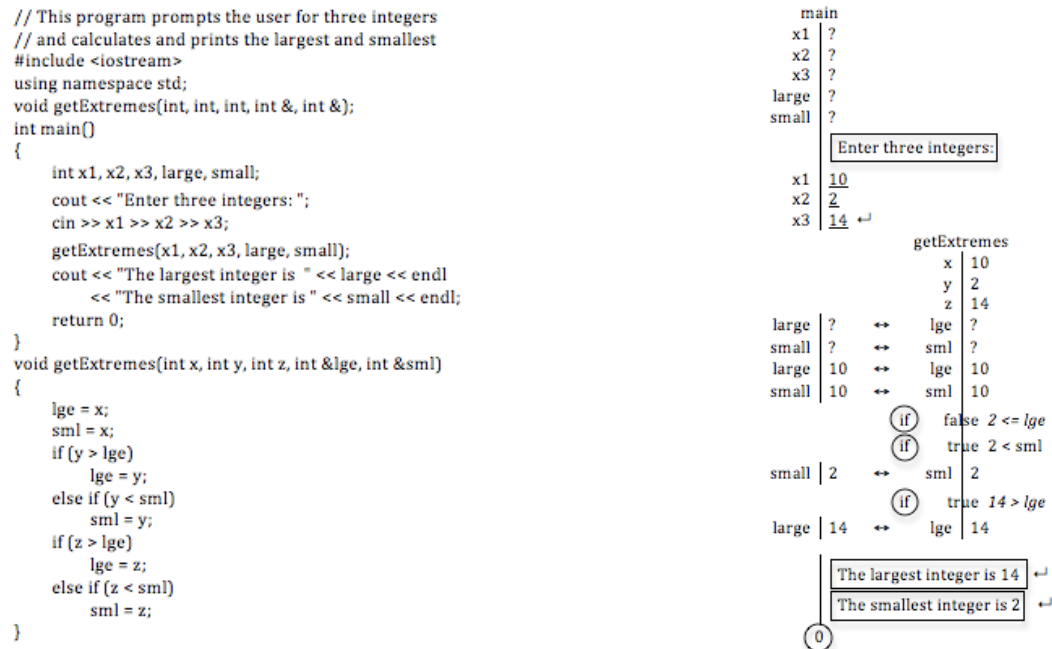 // This program prompts the user for three integers
// and calculates and prints the largest and smallest
#include <iostream>
using namespace std;
void getExtremes(int, int, int, int &, int &);
int main()
{
int x1, x2, x3, large, small;
cout << "Enter three integers: ";
cin >> x1 >> x2 >> x3;
getExtremes(x1, x2, x3, large, small);
cout << "The largest integer is  " << large << endl
<< "The smallest integer is " << small << endl;
return 0;
}
void getExtremes(int x, int y, int z, int &lge, int &sml)
{
lge = x;
sml = x;
if (y > lge)
lge = y;
else if (y < sml)
sml = y;
if (z > lge)
lge = z;
else if (z < sml)
sml = z;
}
main
x1 ?
x2 ?
x3 ?
large ?
small ?
Enter three integers:
x1 10
x2 2
x3 14 ↵
getExtremes
x 10
y 2
z 14
large ? ↔ lge ?
small ? ↔ sml ?
large 10 ↔ lge 10
small 10 ↔ sml 10
if false 2 <= lge
if true 2 < sml
small 2 ↔ sml 2
if true 14 > lge
large 14 ↔ lge 14
The largest integer is 14 ↵
The smallest integer is 2 ↵
0